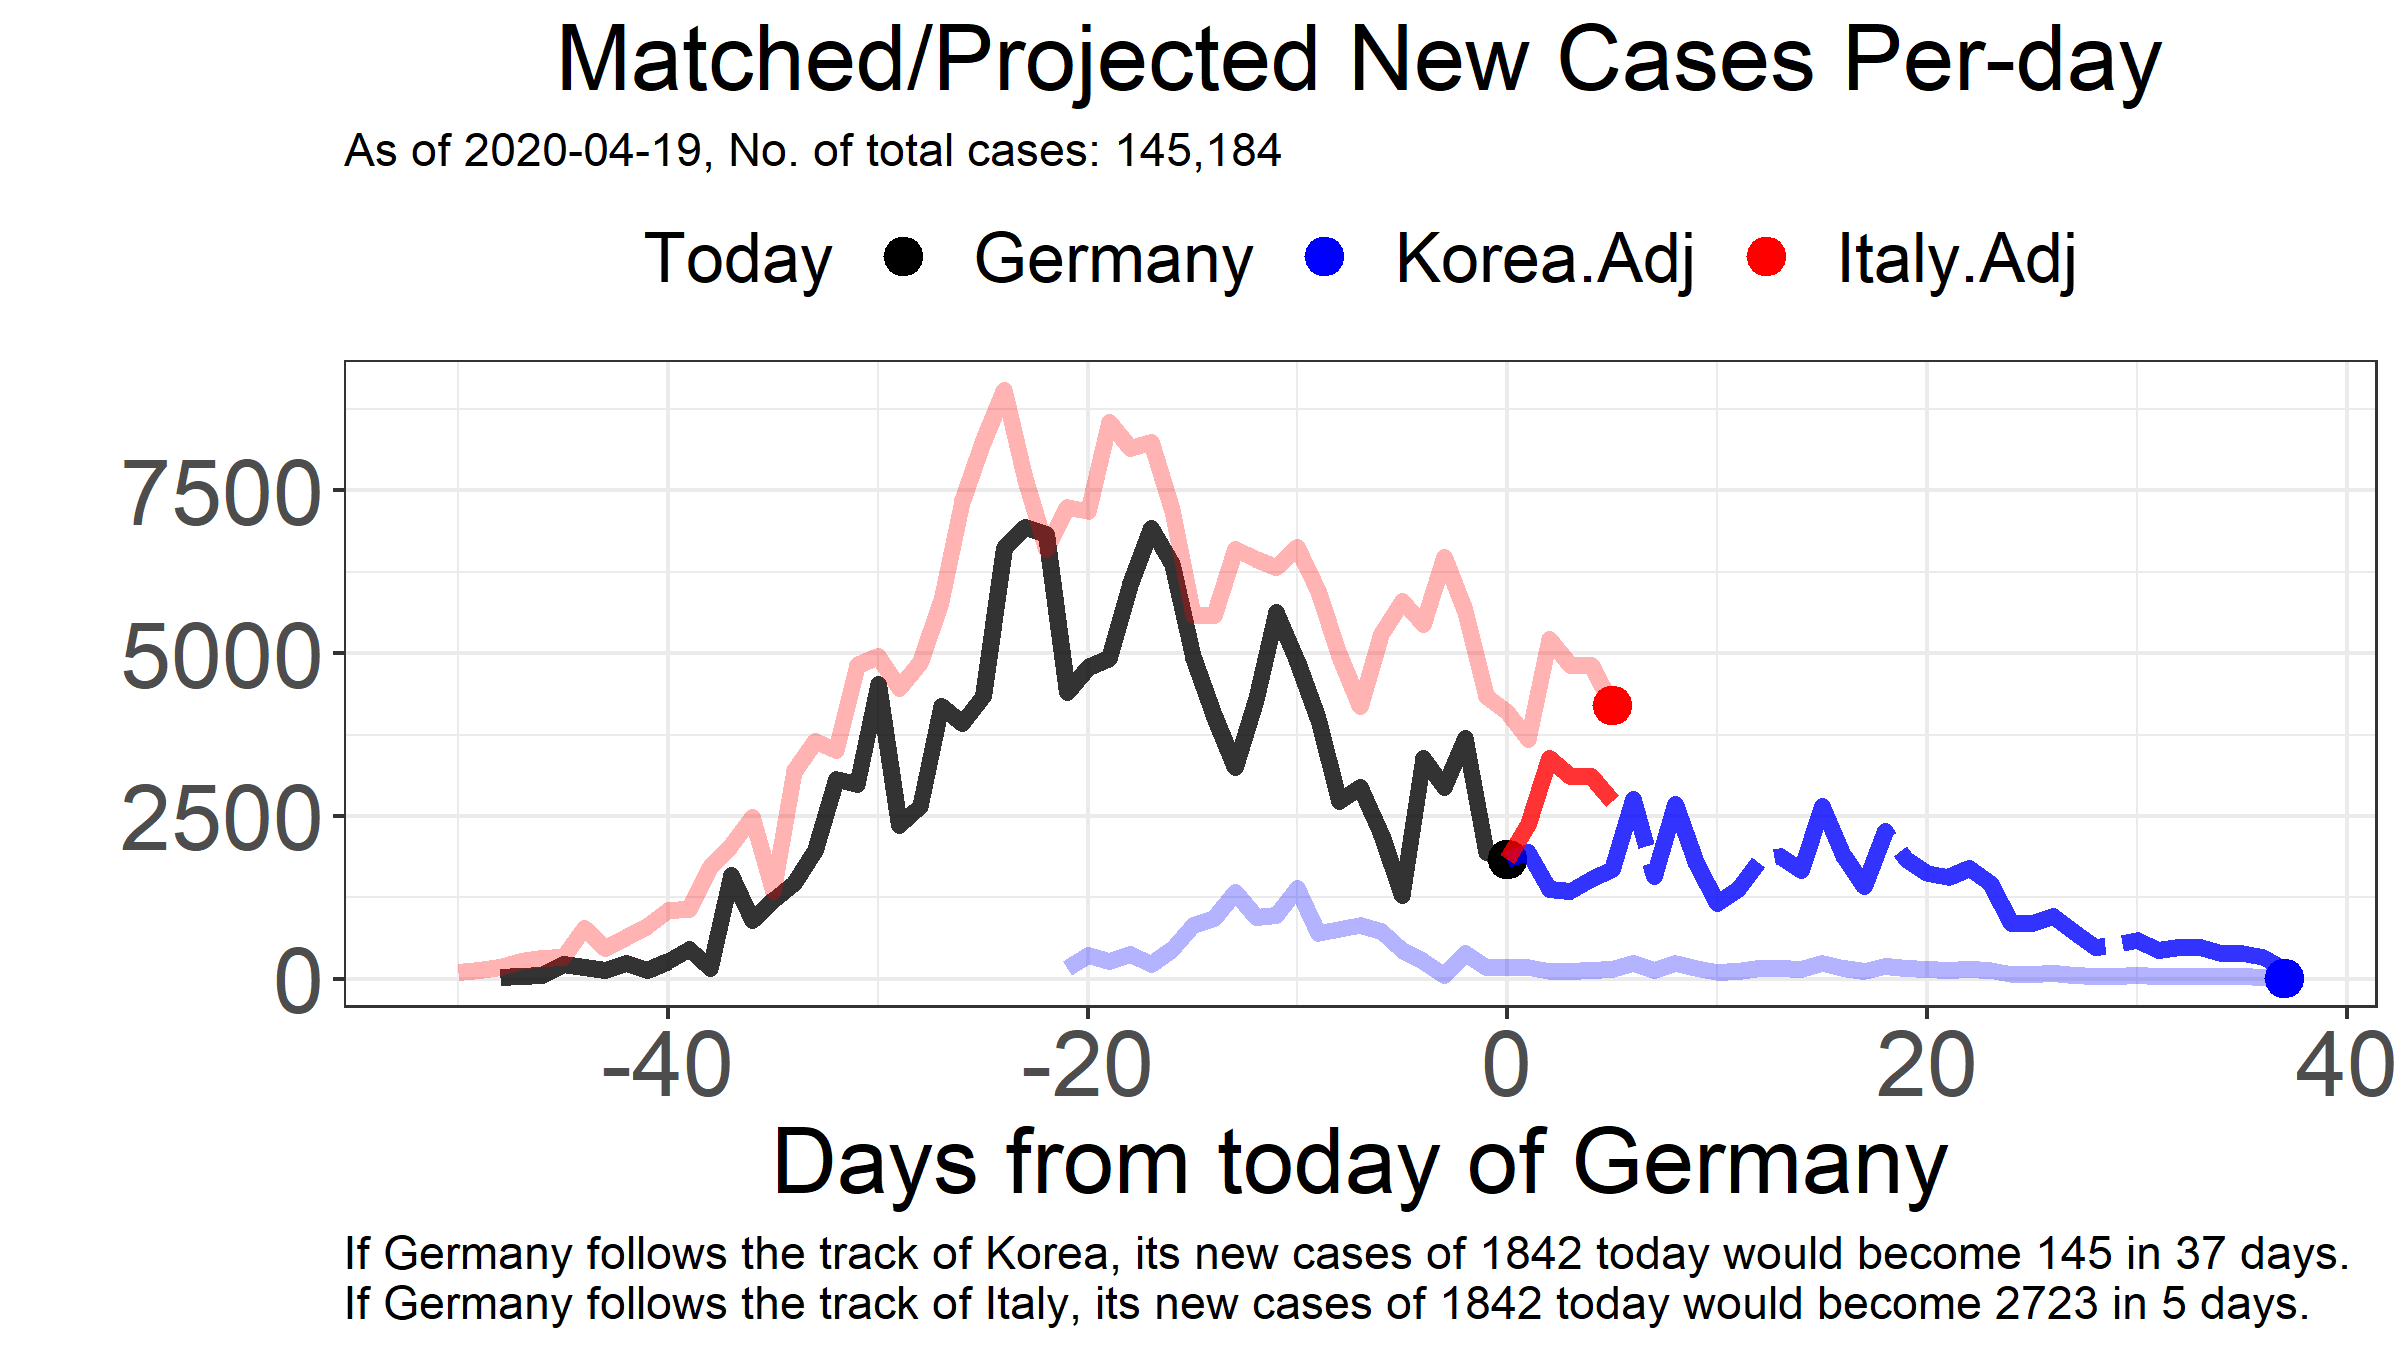 Matched/Projected New Cases Per-day
As of 2020-04-19, No. of total cases: 145,184
Today Germany Korea.Adj Italy.Adj
7500
5000
2500
0
-40 -20 0 20 40
Days from today of Germany
If Germany follows the track of Korea, its new cases of 1842 today would become 145 in 37 days.
If Germany follows the track of Italy, its new cases of 1842 today would become 2723 in 5 days.